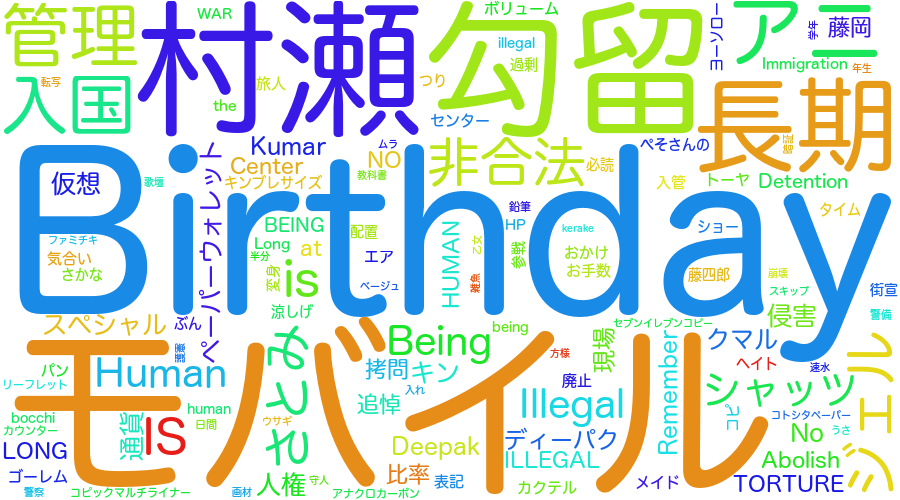 管理
WAR
村瀬
勾留
ボリューム
illegal
過剰
アニ
ヨーソロー
学年
藤岡
Immigration
年生
入国
転写
the
旅人
つり
センター
長期
Kumar
ムラ
NO
教科書
Center
キンブレサイズ
非合法
必読
ぺそさんの
入管
トーヤ
Detention
仮想
歌壇
ペーパーウォレット
Birthday
BEING
鉛筆
HP
kerake
タイム
ショー
ファミチキ
気合い
さかな
Long
半分
at
配置
エア
HUMAN
乙女
参戦
おかけ
お手数
藤四郎
崩壊
変身
is
ベージュ
雑魚
スキップ
街宣
涼しげ
侵害
警備
スペシャル
ぶん
さとみ
Being
being
セブンイレブンコピー
現場
クマル
ヘイト
モバイル
パン
リーフレット
Human
拷問
キン
方様
廃止
入れ
Remember
速水
シャッツ
ジェル
bocchi
カウンター
通貨
IS
human
日間
ウサギ
追悼
Illegal
コピ
コトシタペーパー
うさ
LONG
Deepak
ディーパク
No
ILLEGAL
Abolish
ゴーレム
警察
コピックマルチライナー
画材
人権
守人
アナクロカーボン
比率
表記
カクテル
メイド
TORTURE